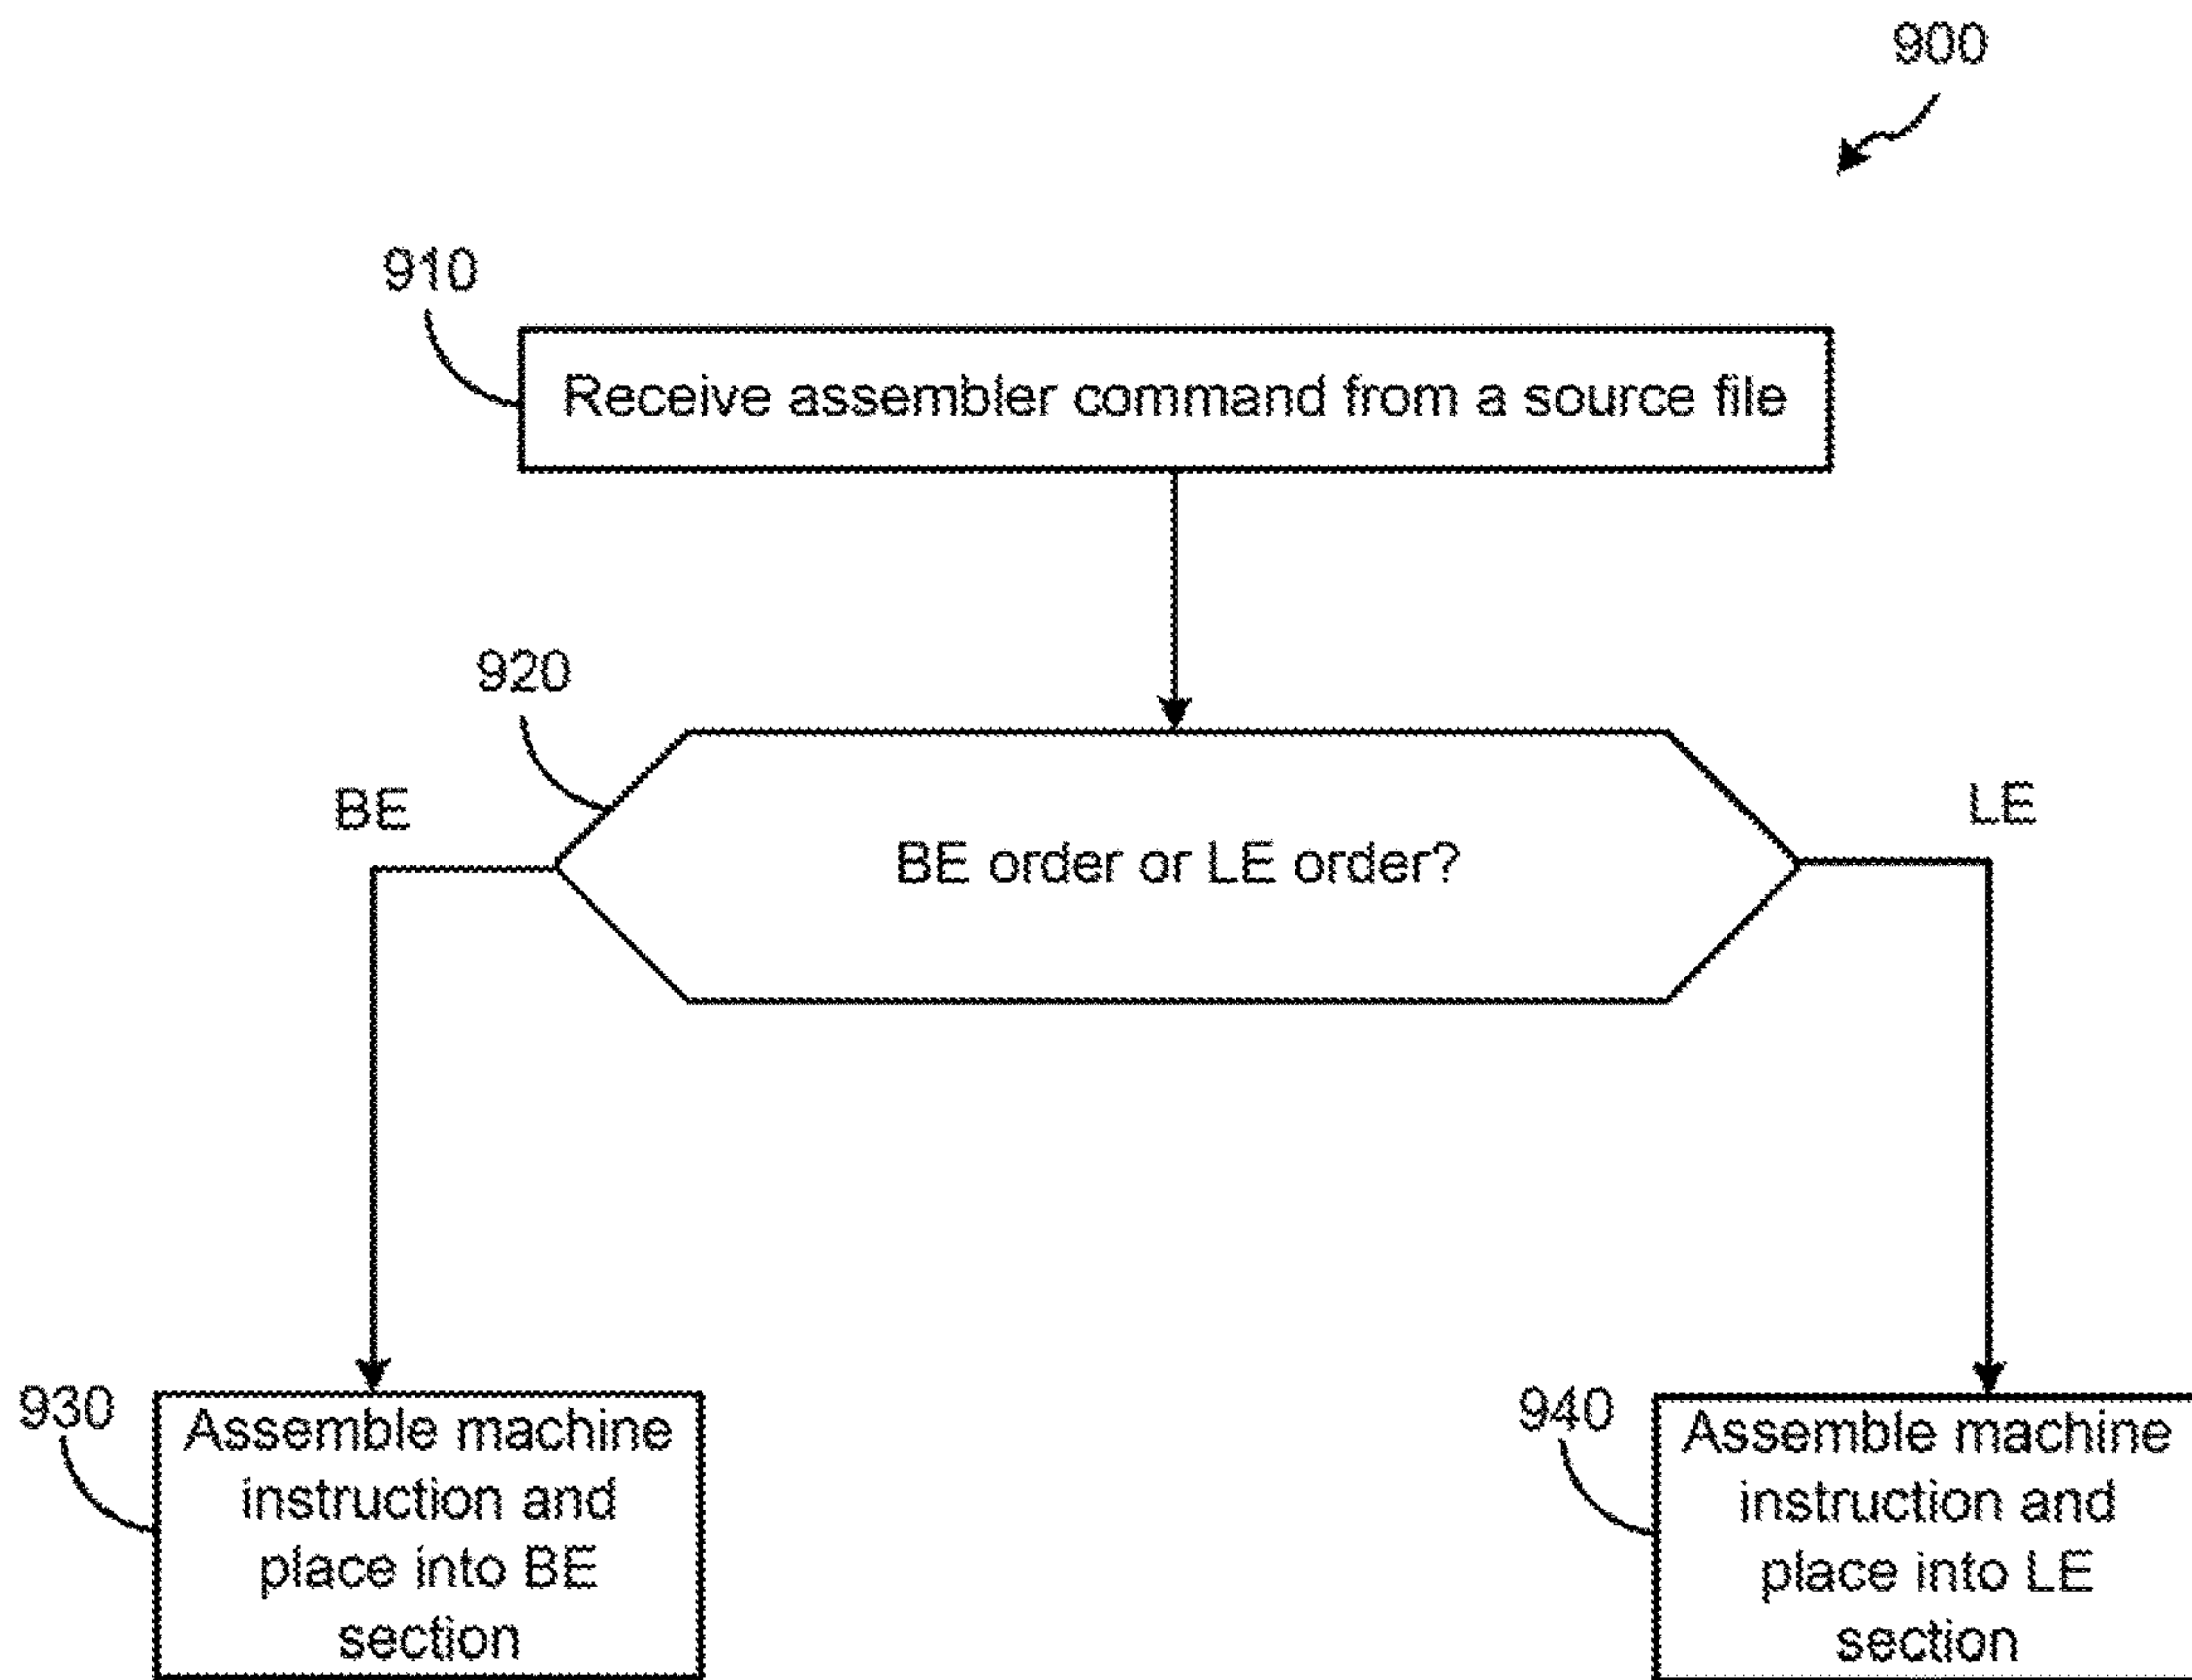 900
910
Receive assembler command from a source file
920
BE
BE order or LE order?
LE
930
Assemble machine
instruction and
place into BE
section
940
Assemble machine
instruction and
place into LE
section